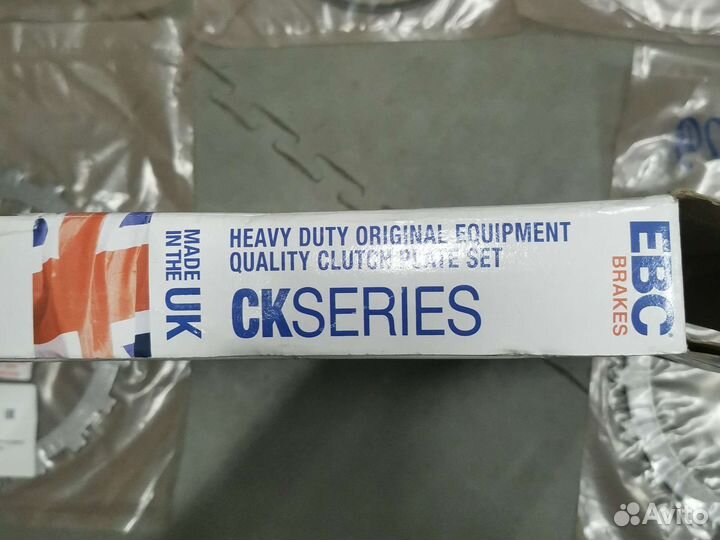 MADE
IN THE
UK
HEAVY DUTY ORIGINAL EQUIPMENT
QUALITY CLUTCH PLATE SET
CKSERIES
EBC®
BRAKES
Avito